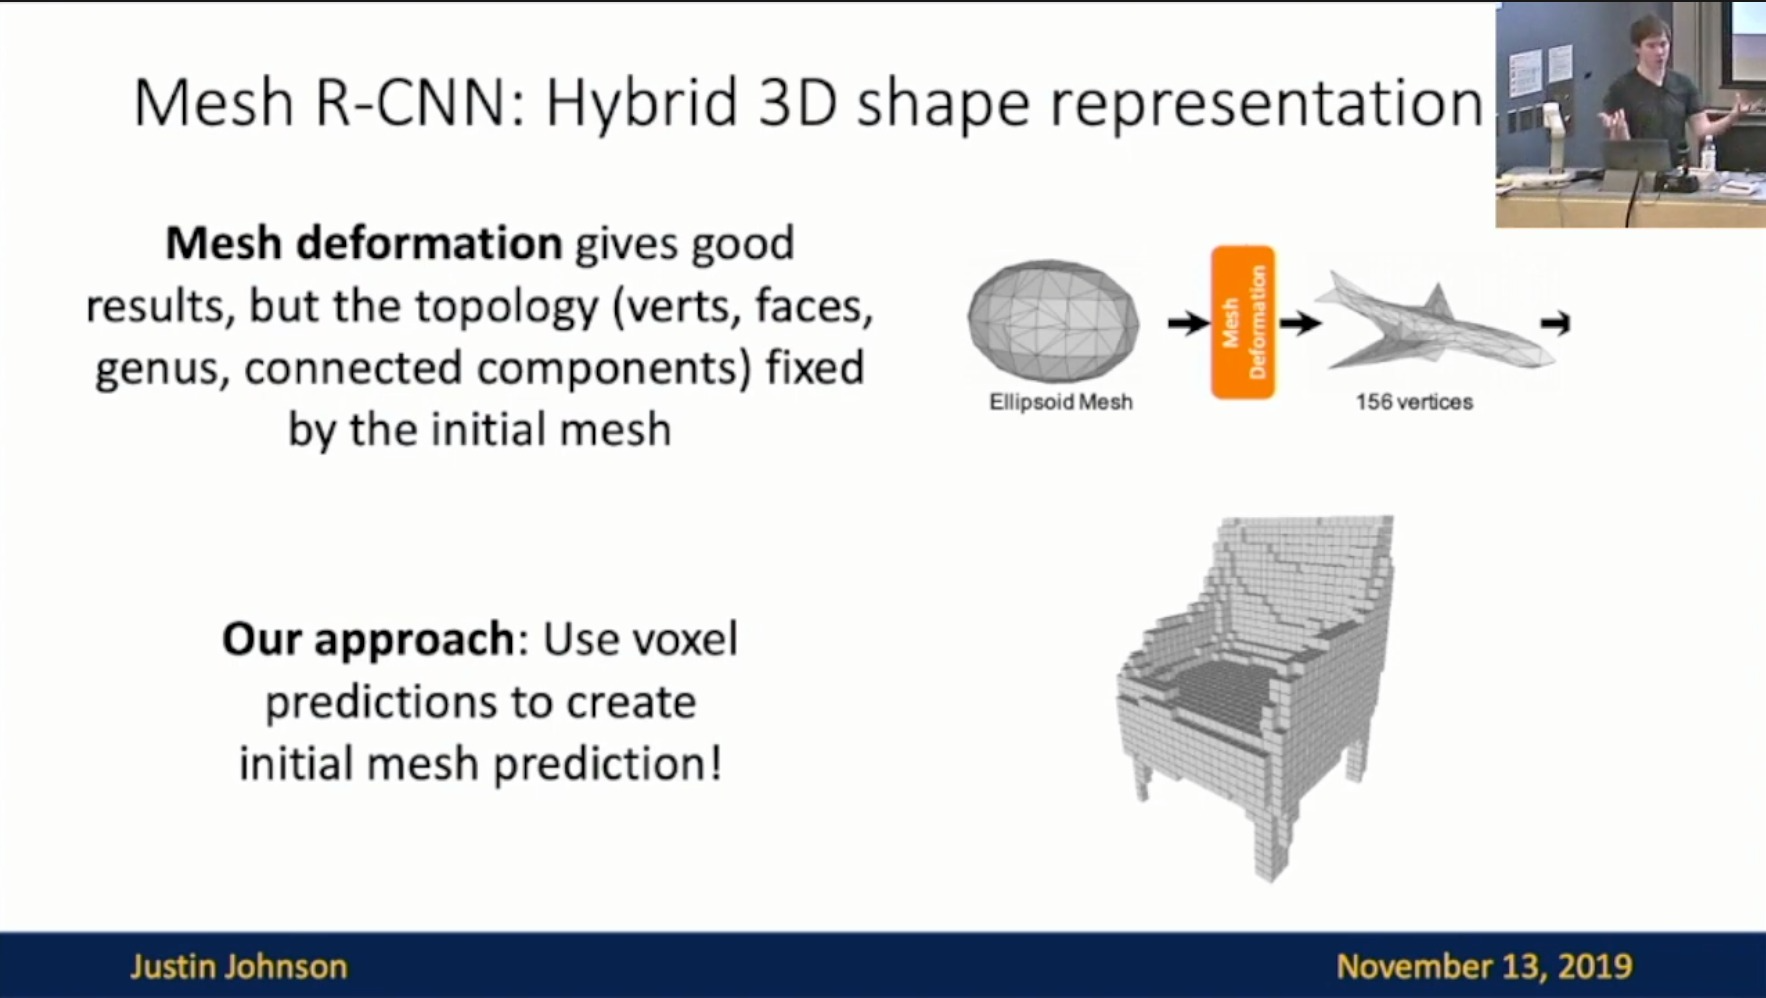 Mesh R-CNN: Hybrid 3D shape representation
Mesh deformation gives good
results, but the topology (verts, faces,
genus, connected components) fixed
by the initial mesh
Mesh
Deformation
Ellipsoid Mesh
156 vertices
Our approach: Use voxel
predictions to create
initial mesh prediction!
Justin Johnson
November 13, 2019